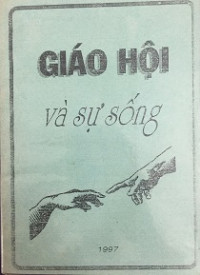 GIÁO HỘI
và sự sống
1997